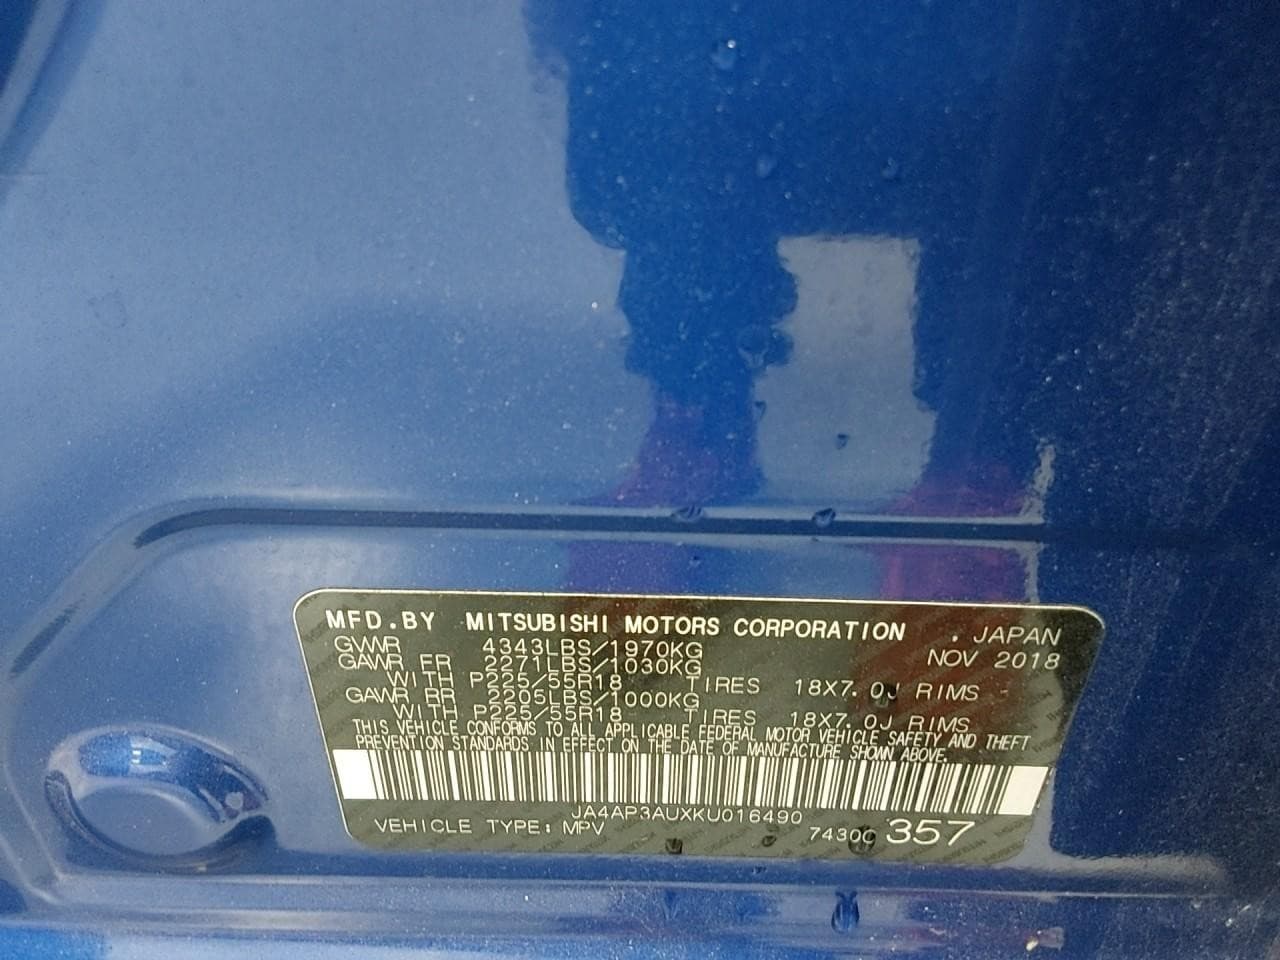 MFD.BY MITSUBISHI MOTORS CORPORATION , JAPAN
GVWR 4343LBS/1970KG NOV 2018
GAWR FR 2271LBS/1030KG
WITH P225/55R18 TIRES 18X7.0J RIMS
GAWR RR 2205LBS/1000KG
WITH P225/55R18 TIRES 18X7.0J RIMS
THIS VEHICLE CONFORMS TO ALL APPLICABLE FEDERAL MOTOR VEHICLE SAFETY AND THEFT
PREVENTION STANDARDS IN EFFECT ON THE DATE OF MANUFACTURE SHOWN ABOVE.
JA4AP3AUXKU016490
VEHICLE TYPE: MPV 357